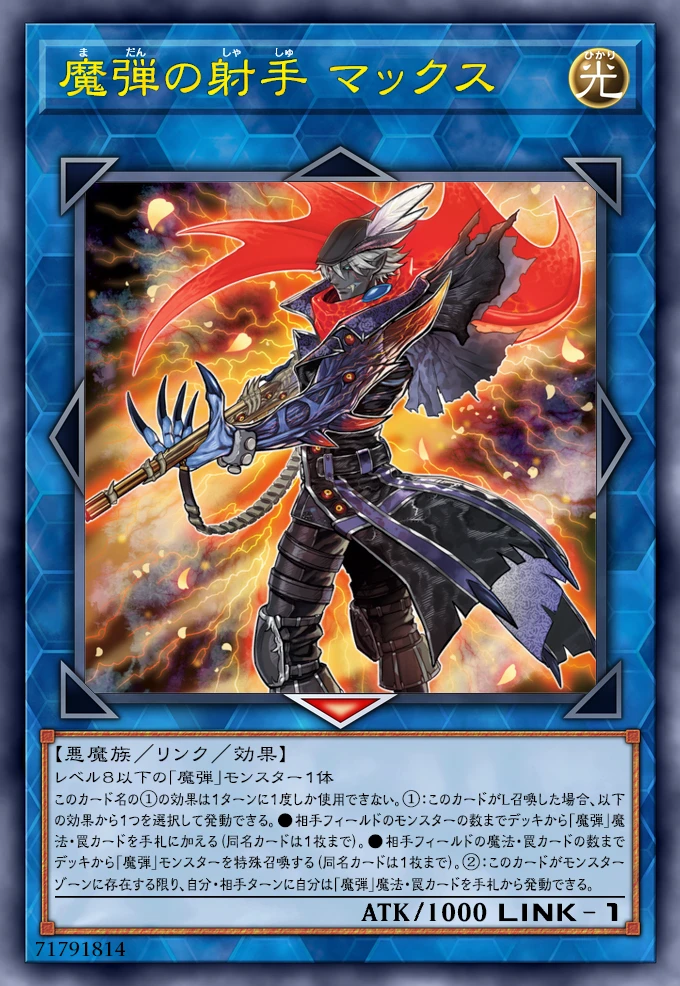 ま だん しゃ しゅ
魔弾の射手 マックス
ひかり
光
【悪魔族／リンク／効果】
レベル８以下の「魔弾」モンスター１体
このカード名の①の効果は１ターンに１度しか使用できない。①：このカードがL召喚した場合、以下
の効果から１つを選択して発動できる。●相手フィールドのモンスターの数までデッキから「魔弾」魔
法・罠カードを手札に加える（同名カードは１枚まで）。●相手フィールドの魔法・罠カードの数まで
デッキから「魔弾」モンスターを特殊召喚する（同名カードは１枚まで）。②：このカードがモンスター
ゾーンに存在する限り、自分・相手ターンに自分は「魔弾」魔法・罠カードを手札から発動できる。
ATK/1000 LINK-1
71791814